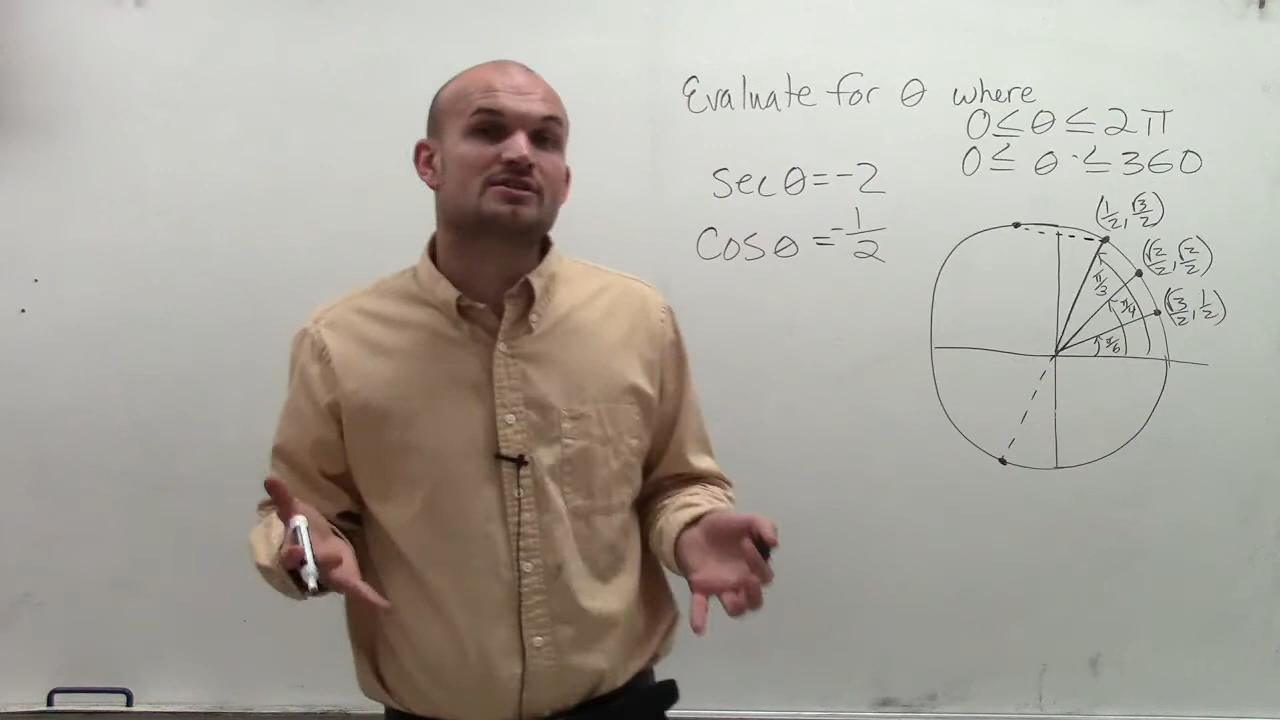 Evaluate for θ where
0 ≤ θ ≤ 2π
0 ≤ θ ≤ 360
sec θ = -2
cos θ = -1/2
(1/2, √3/2)
(√2/2, √2/2)
(√3/2, 1/2)
π/3
π/4
π/6